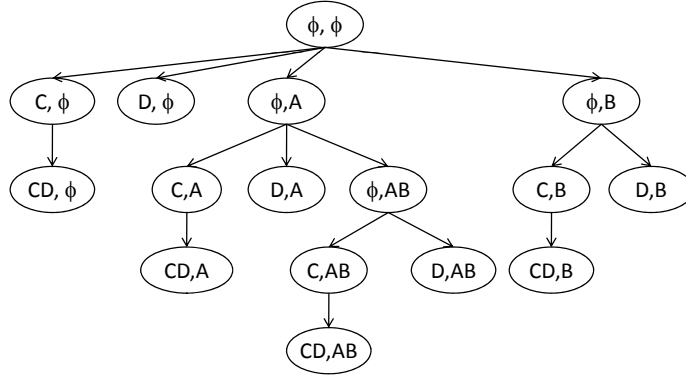 ϕ, ϕ
C, ϕ
D, ϕ
ϕ,A
ϕ,B
CD, ϕ
C,A
D,A
ϕ,AB
C,B
D,B
CD,A
C,AB
D,AB
CD,B
CD,AB